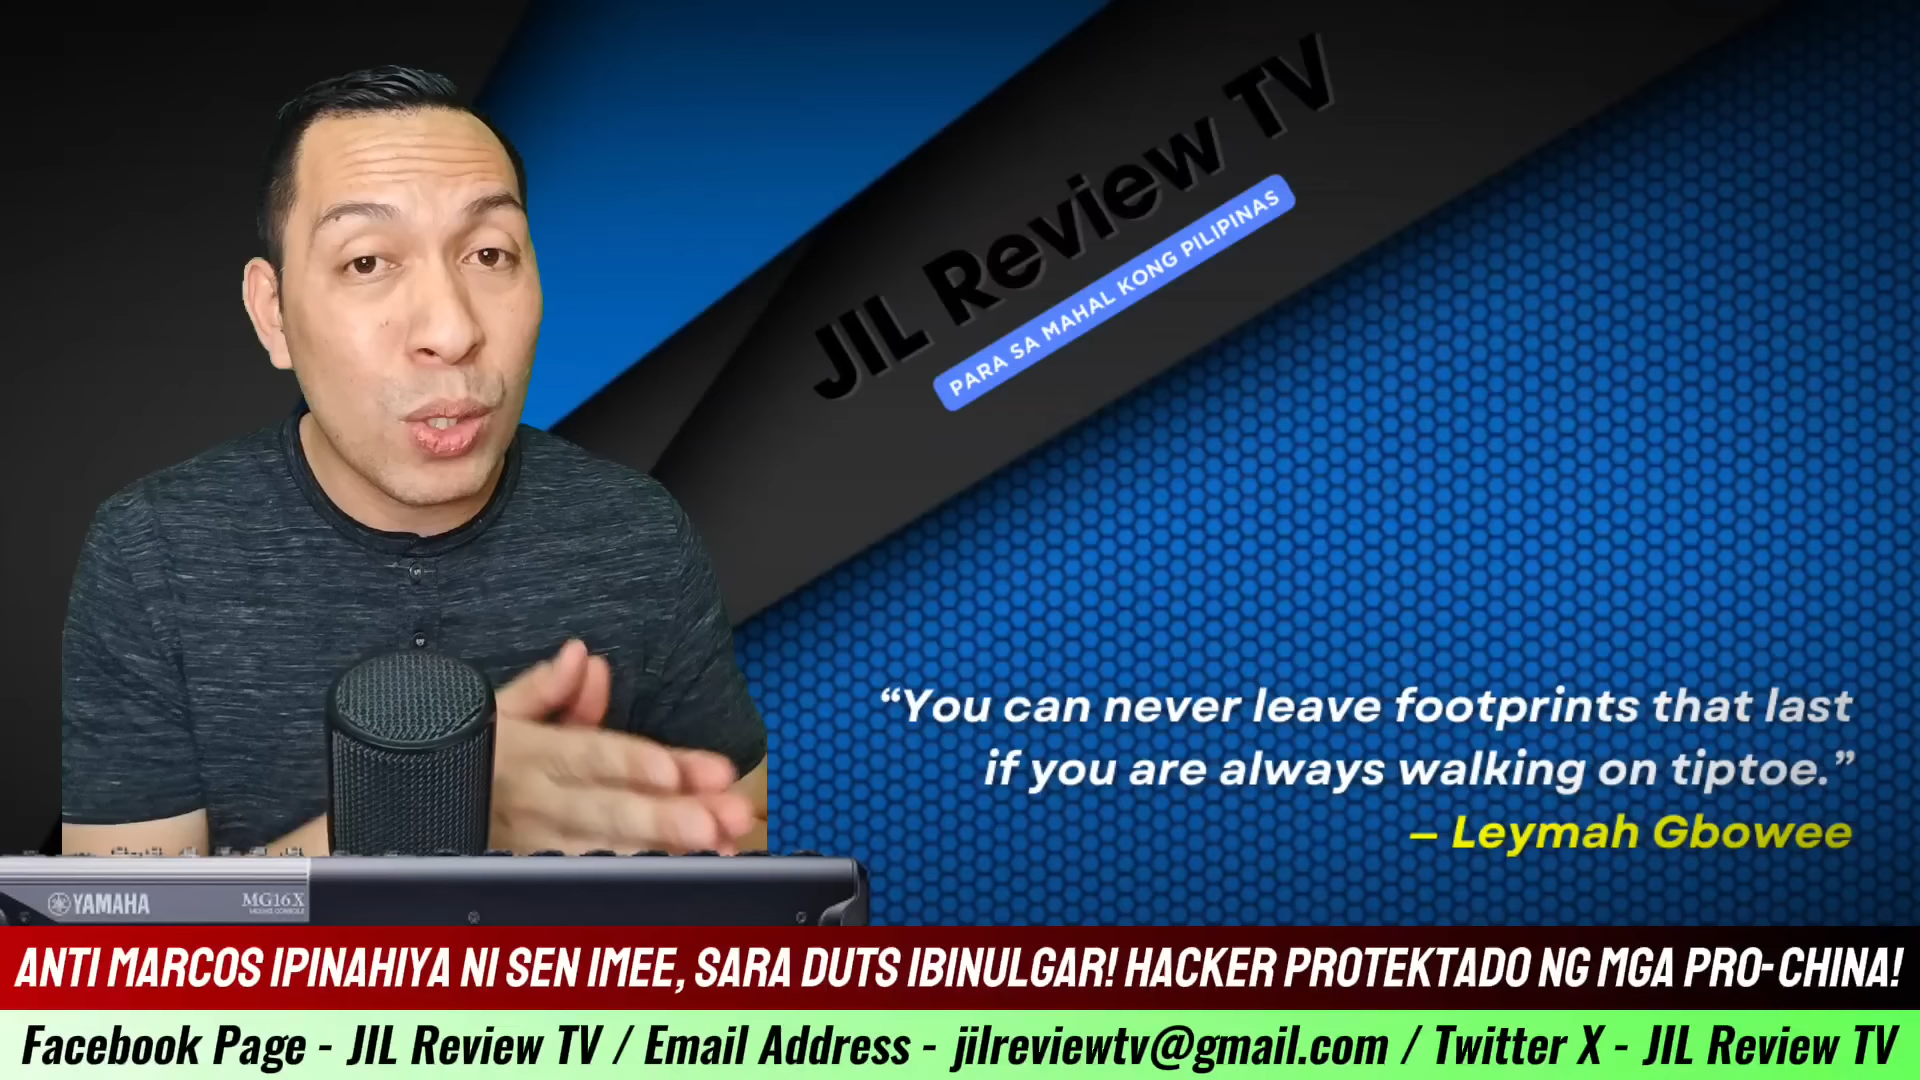 JIL Review TV
PARA SA MAHAL KONG PILIPINAS
“You can never leave footprints that last
if you are always walking on tiptoe.”
– Leymah Gbowee
YAMAHA
MG16X
MIXING CONSOLE
ANTI MARCOS IPINAHIYA NI SEN IMEE, SARA DUTS IBINULGAR! HACKER PROTEKTADO NG MGA PRO-CHINA!
Facebook Page - JIL Review TV / Email Address - jilreviewtv@gmail.com / Twitter X - JIL Review TV